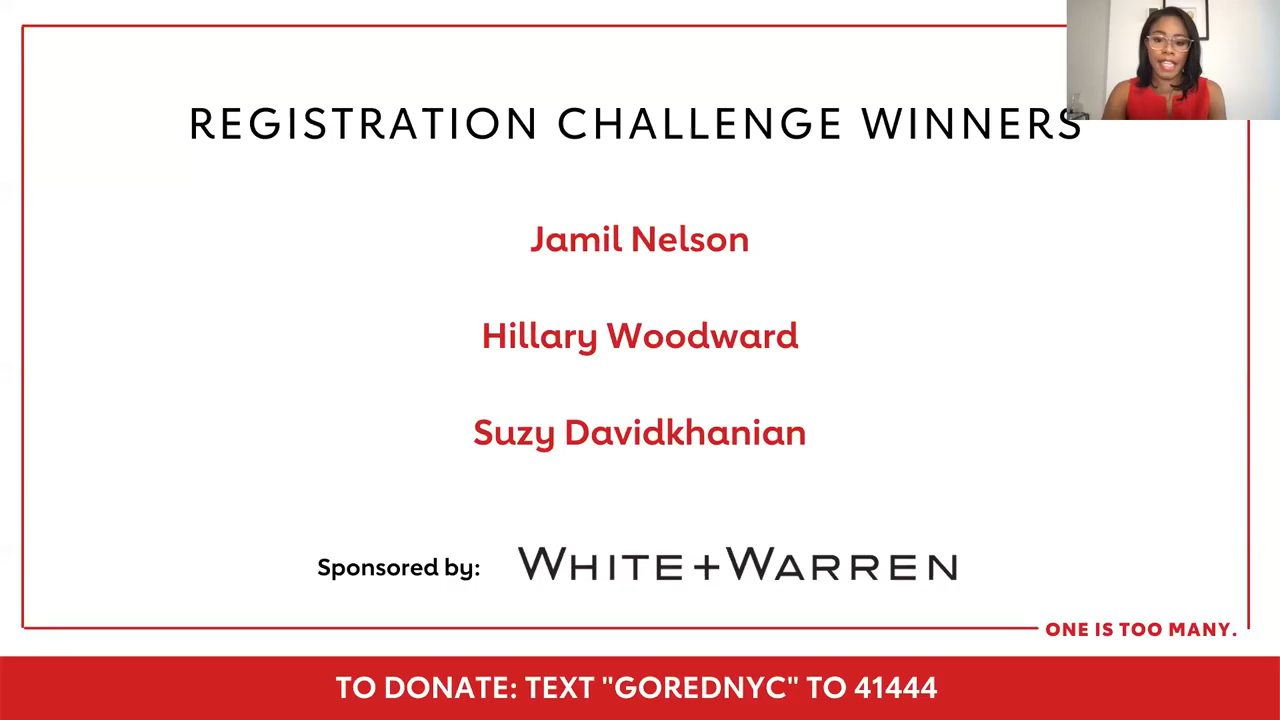 REGISTRATION CHALLENGE WINNERS
Jamil Nelson
Hillary Woodward
Suzy Davidkhanian
Sponsored by: WHITE+WARREN
ONE IS TOO MANY.
TO DONATE: TEXT "GOREDNYC" TO 41444